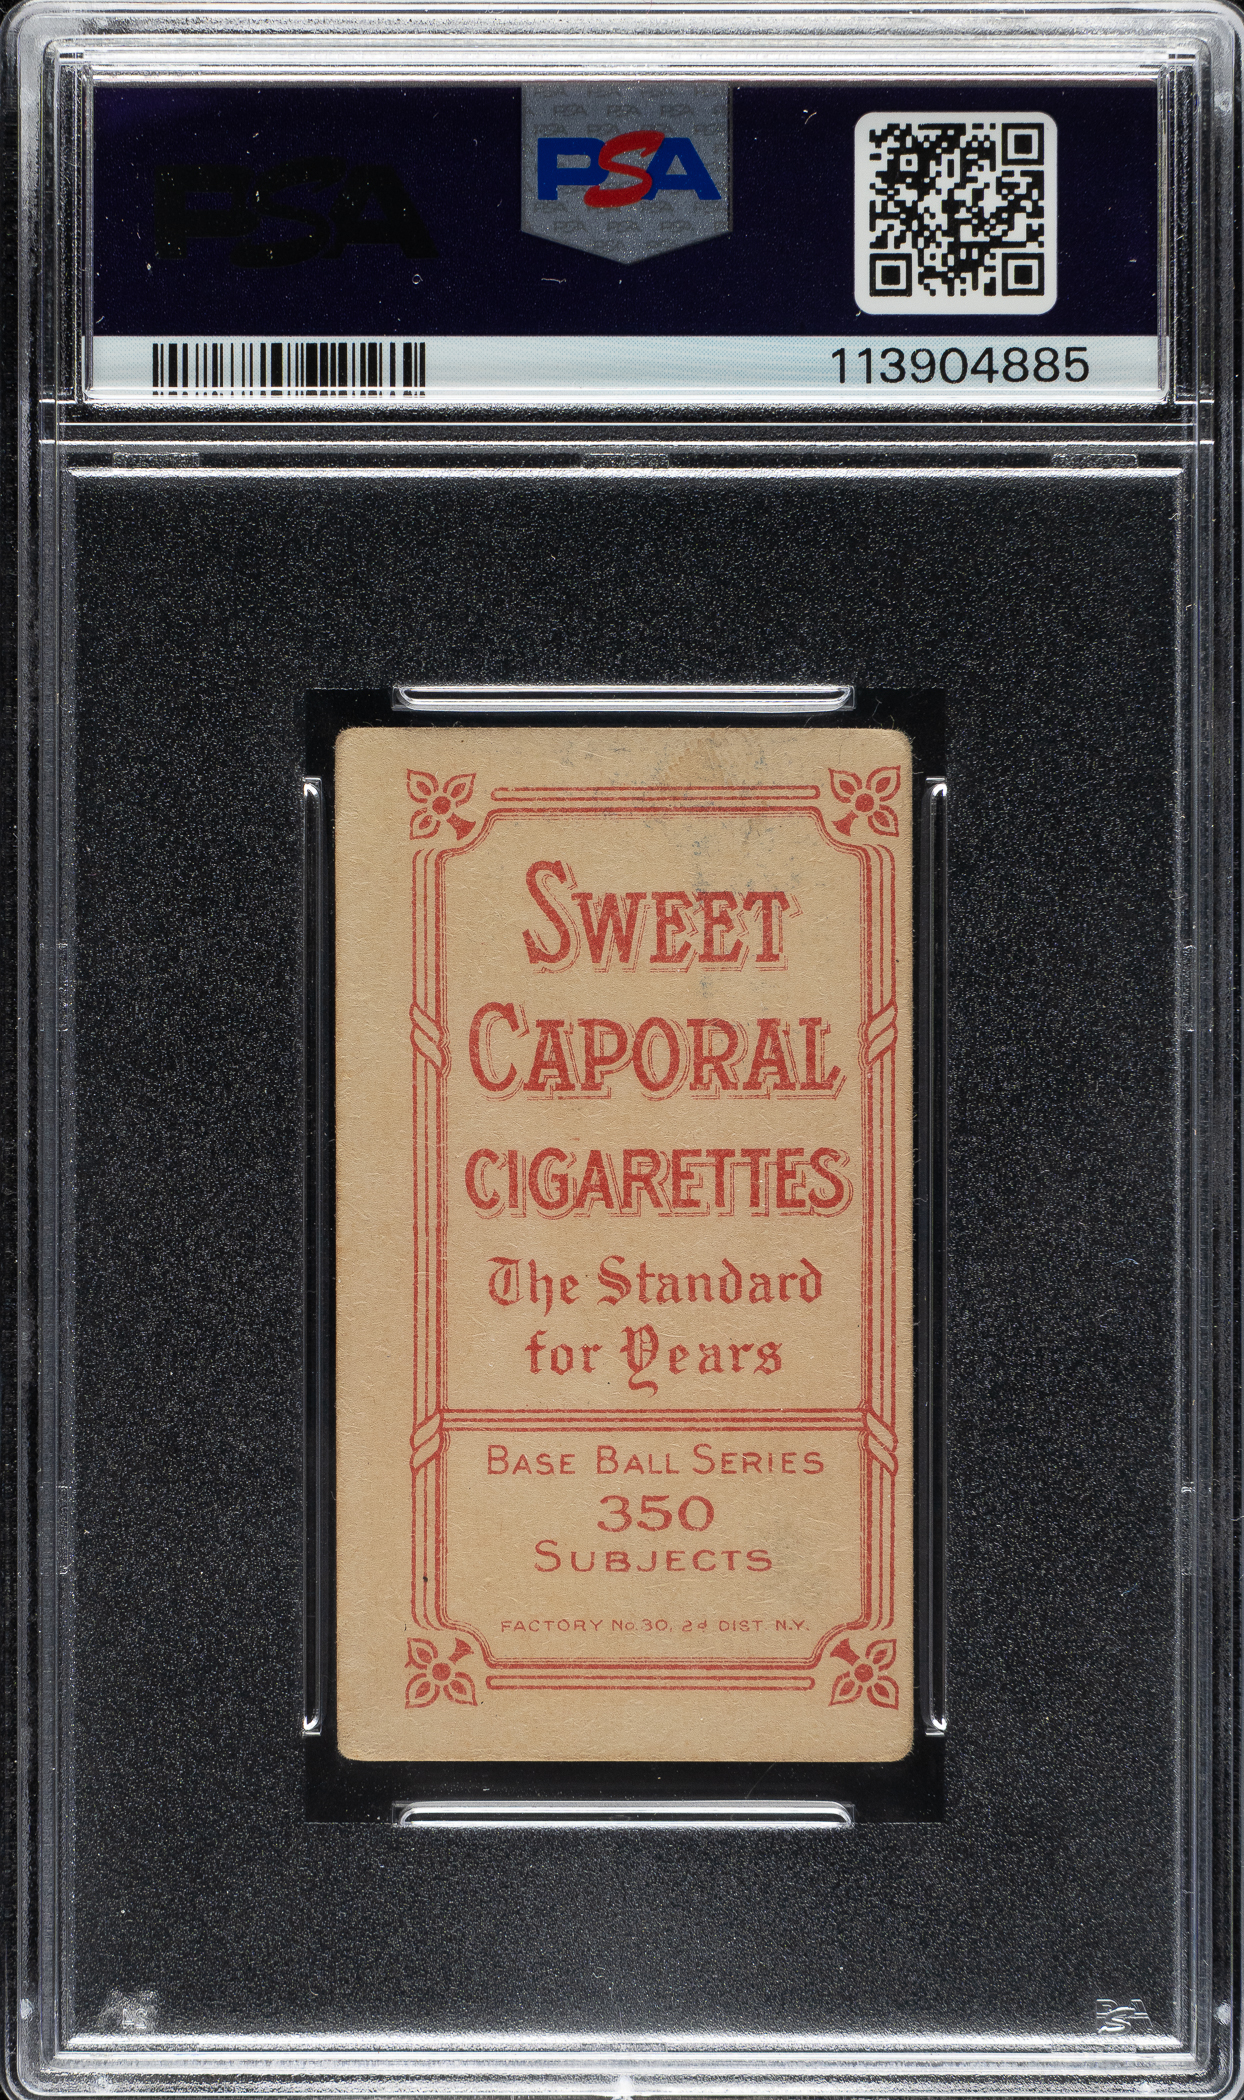 PSA
PSA
113904885
SWEET
CAPORAL
CIGARETTES
The Standard
for Years
BASE BALL SERIES
350
SUBJECTS
FACTORY No. 30, 2d DIST. N.Y.
PSA